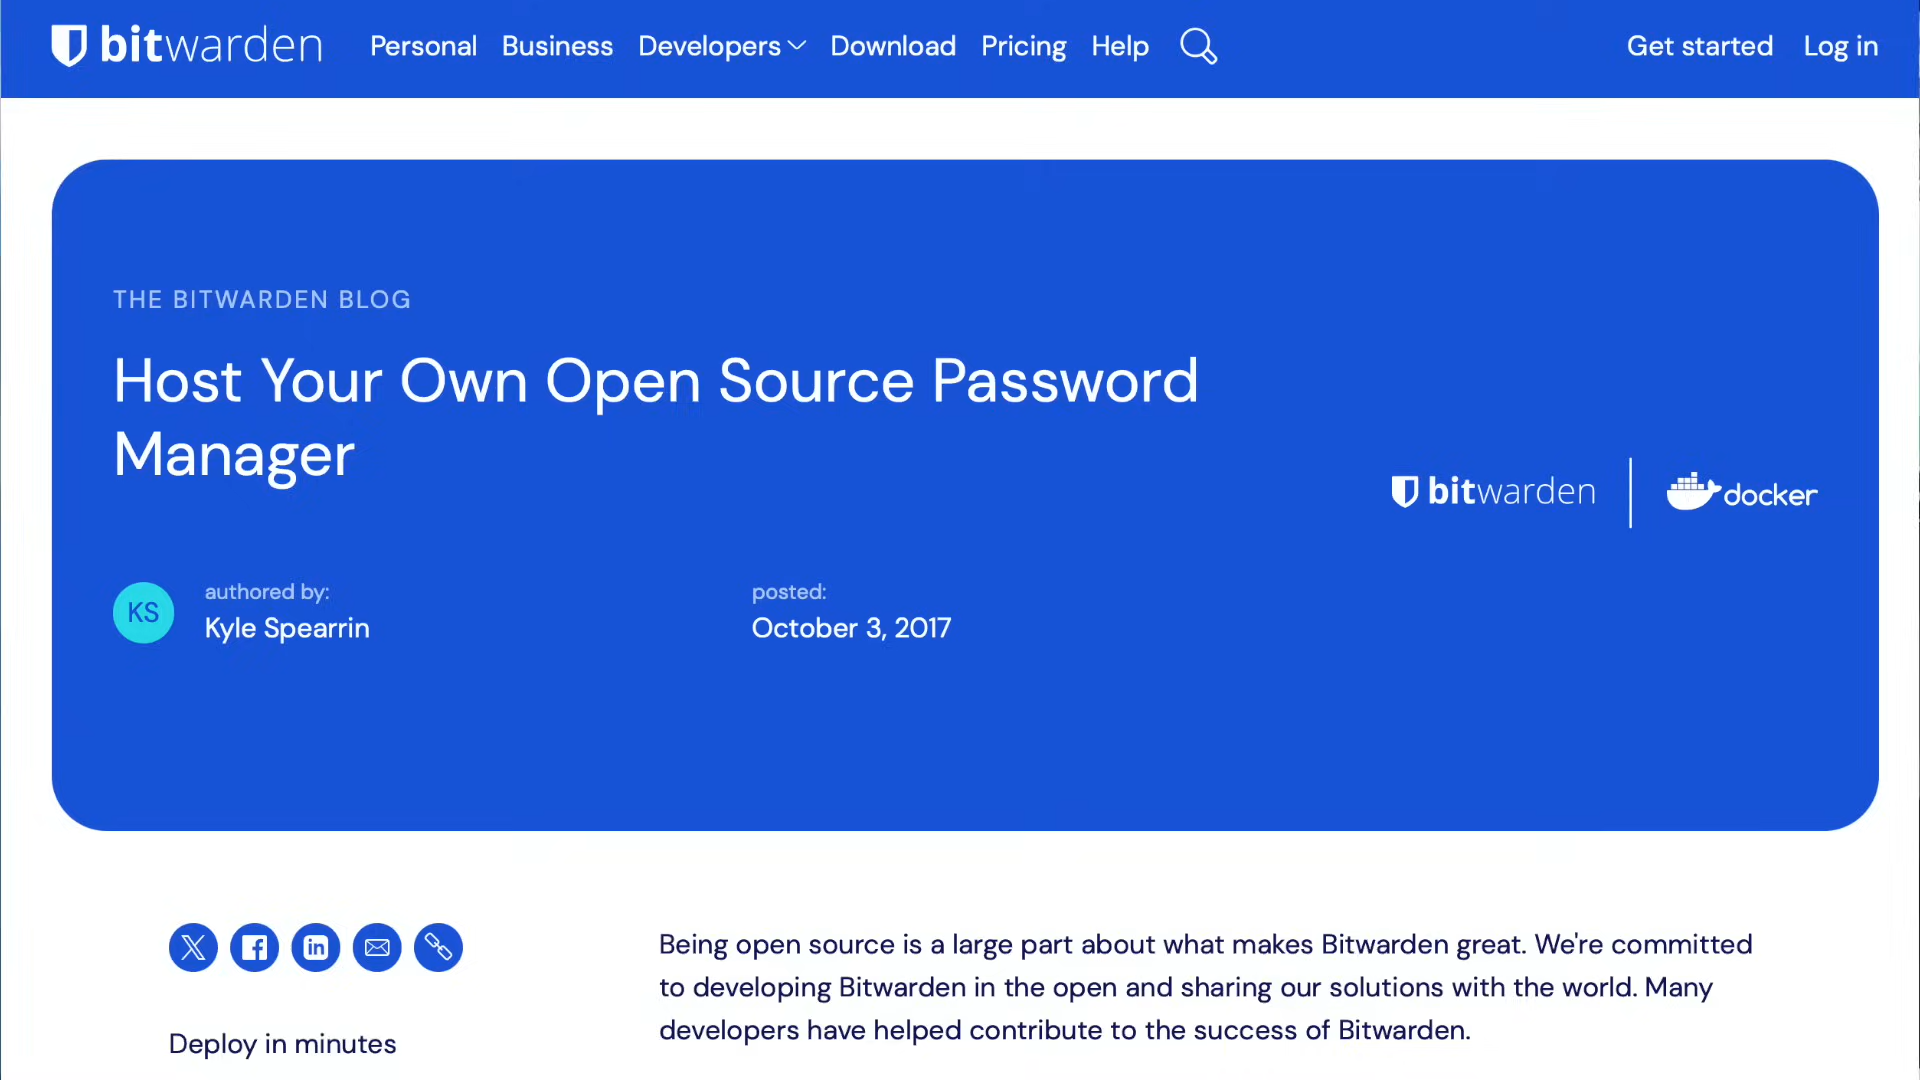 bitwarden Personal Business Developers Download Pricing Help Get started Log in
THE BITWARDEN BLOG
Host Your Own Open Source Password
Manager
bitwarden docker
KS
authored by:
Kyle Spearrin
posted:
October 3, 2017
Deploy in minutes
Being open source is a large part about what makes Bitwarden great. We're committed
to developing Bitwarden in the open and sharing our solutions with the world. Many
developers have helped contribute to the success of Bitwarden.